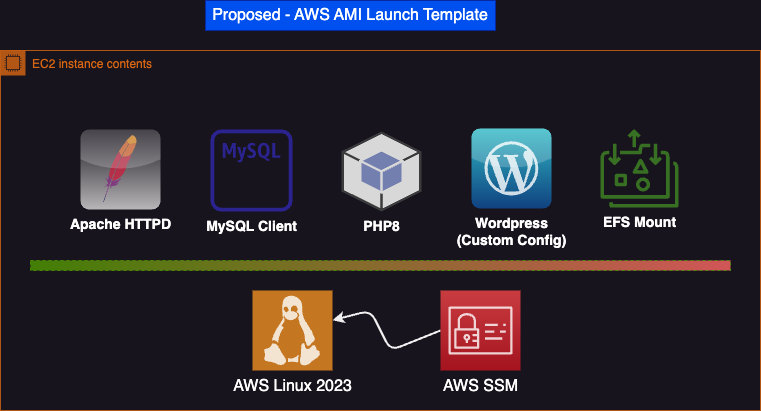 Proposed - AWS AMI Launch Template
EC2 instance contents
MySQL
Apache HTTPD
MySQL Client
PHP8
Wordpress
(Custom Config)
EFS Mount
AWS Linux 2023
AWS SSM